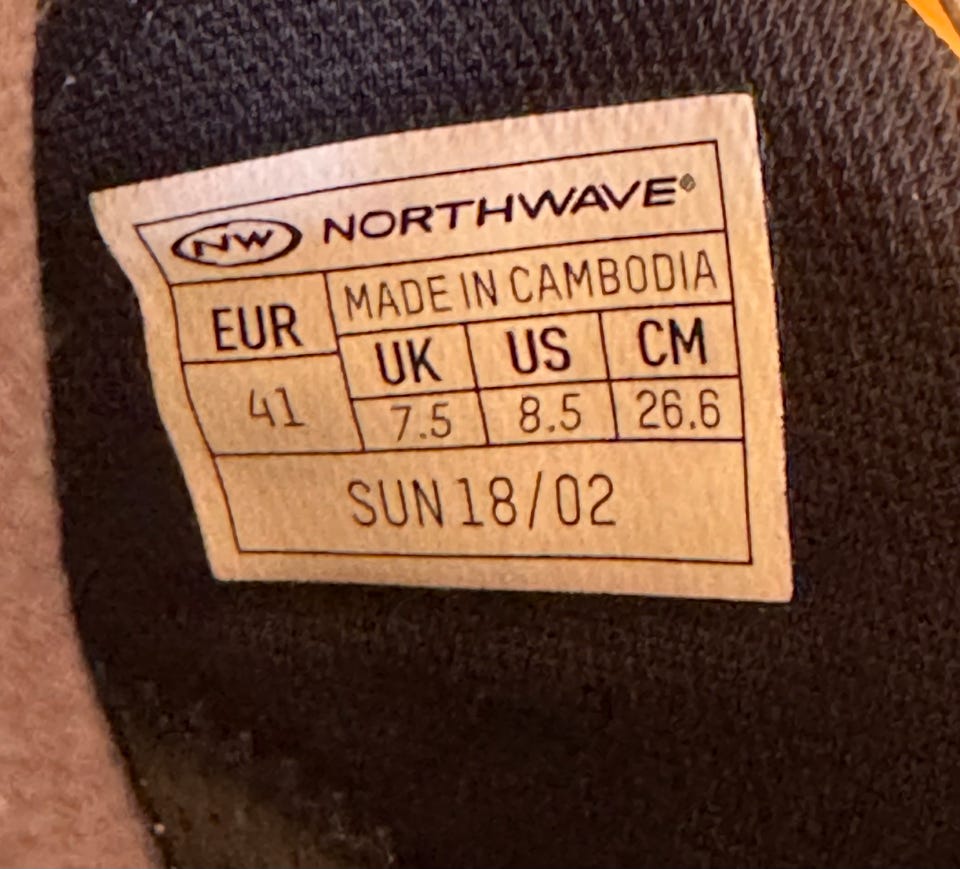 NW NORTHWAVE®
EUR MADE IN CAMBODIA
UK US CM
41 7.5 8.5 26.6
SUN 18/02